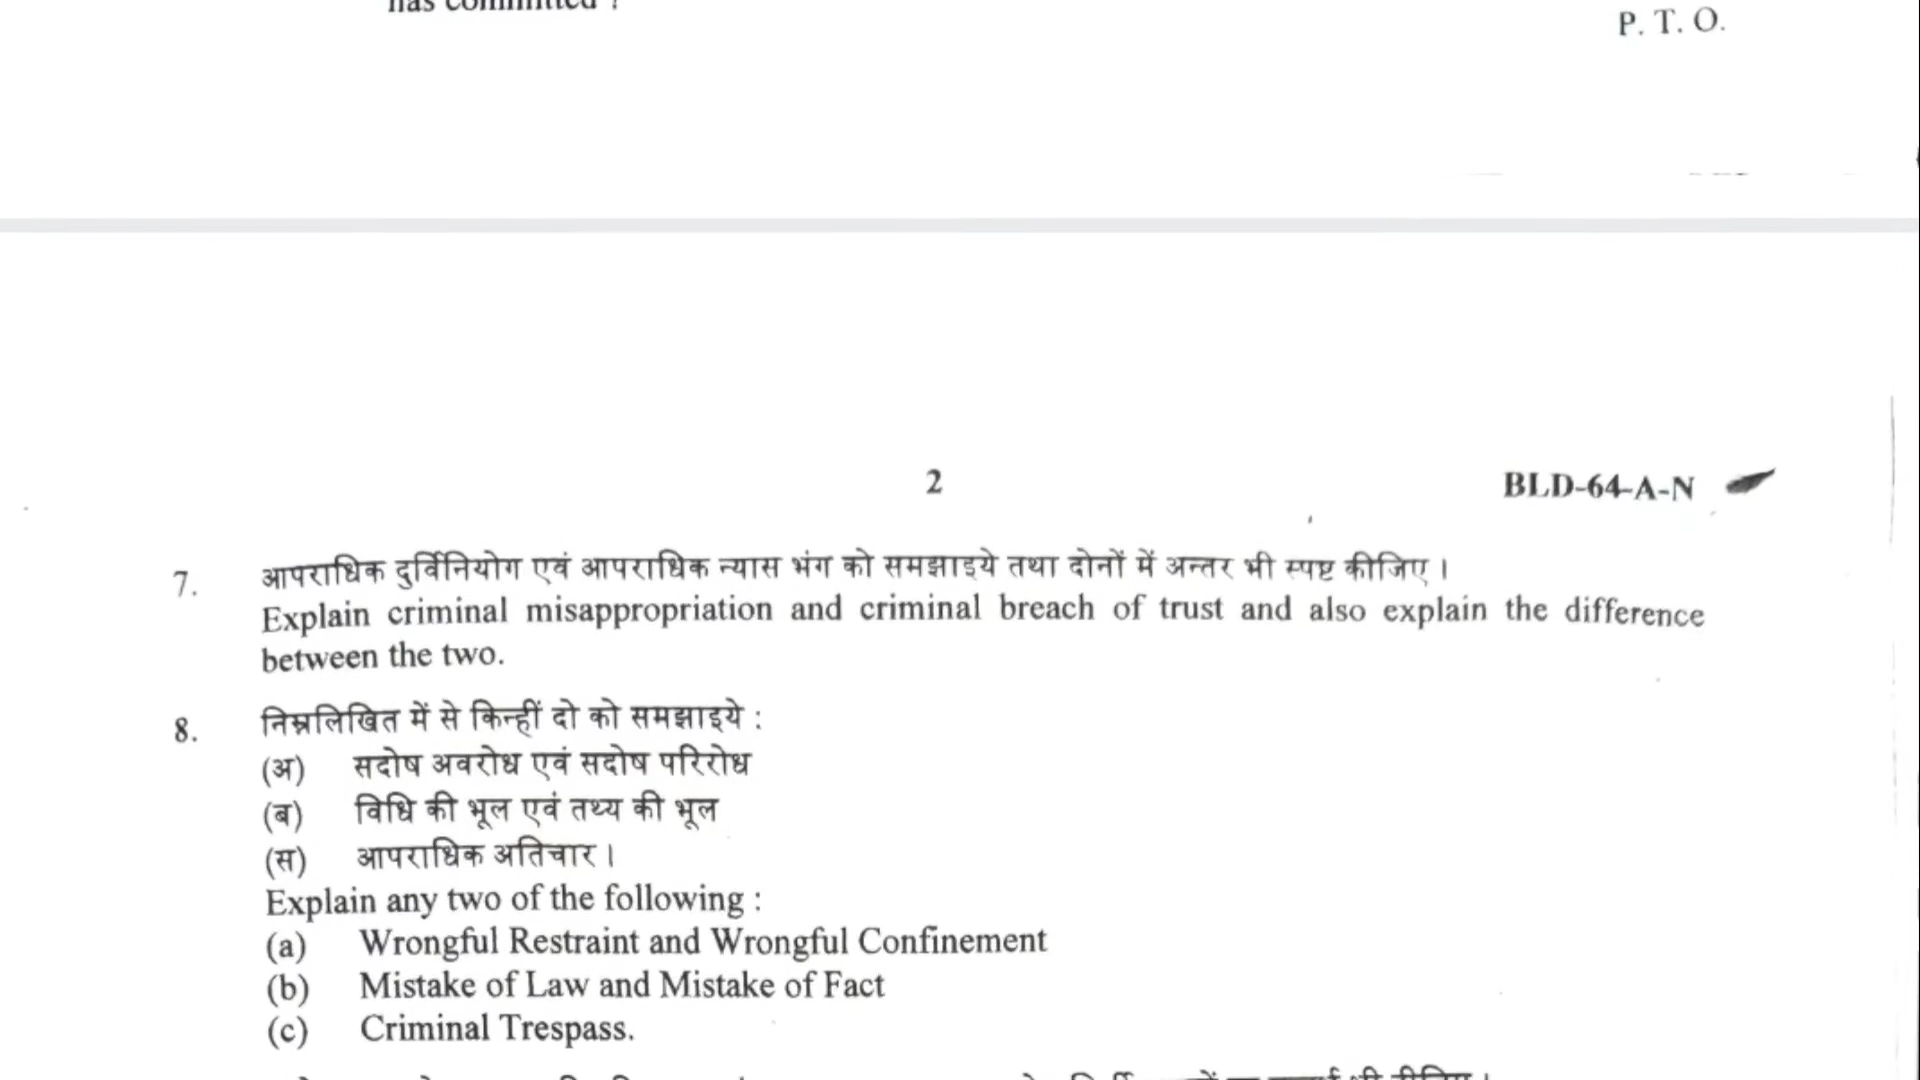 has committed ?
P. T. O.
2
BLD-64-A-N
7. आपराधिक दुर्विनियोग एवं आपराधिक न्यास भंग को समझाइये तथा दोनों में अन्तर भी स्पष्ट कीजिए।
Explain criminal misappropriation and criminal breach of trust and also explain the difference
between the two.
8. निम्नलिखित में से किन्हीं दो को समझाइये :
(अ) सदोष अवरोध एवं सदोष परिरोध
(ब) विधि की भूल एवं तथ्य की भूल
(स) आपराधिक अतिचार।
Explain any two of the following :
(a) Wrongful Restraint and Wrongful Confinement
(b) Mistake of Law and Mistake of Fact
(c) Criminal Trespass.